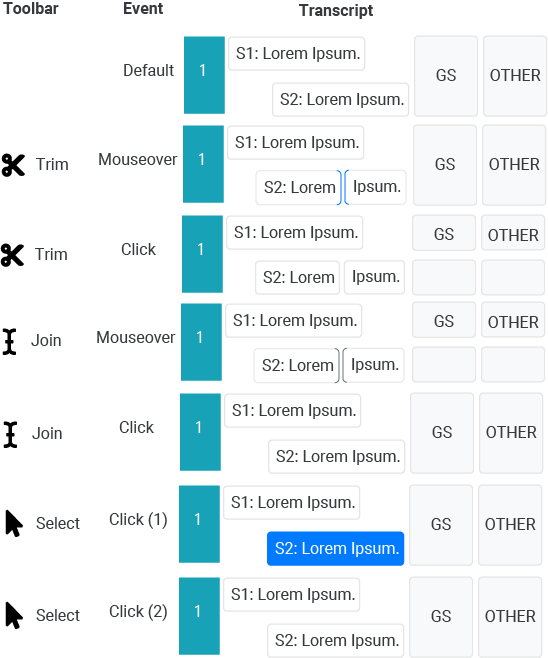 Toolbar Event Transcript
S1: Lorem Ipsum.
Default 1 GS OTHER
S2: Lorem Ipsum.
S1: Lorem Ipsum.
Trim Mouseover 1 GS OTHER
S2: Lorem Ipsum.
S1: Lorem Ipsum. GS OTHER
Trim Click 1
S2: Lorem Ipsum.
S1: Lorem Ipsum. GS OTHER
Join Mouseover 1
S2: Lorem Ipsum.
S1: Lorem Ipsum.
Join Click 1 GS OTHER
S2: Lorem Ipsum.
S1: Lorem Ipsum.
Select Click (1) 1 GS OTHER
S2: Lorem Ipsum.
S1: Lorem Ipsum.
Select Click (2) 1 GS OTHER
S2: Lorem Ipsum.